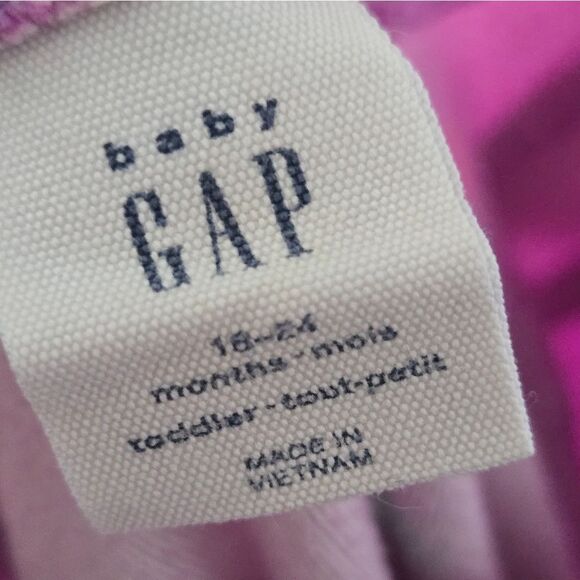 baby
GAP
18-24
months·mois
toddler·tout-petit
MADE IN
VIETNAM